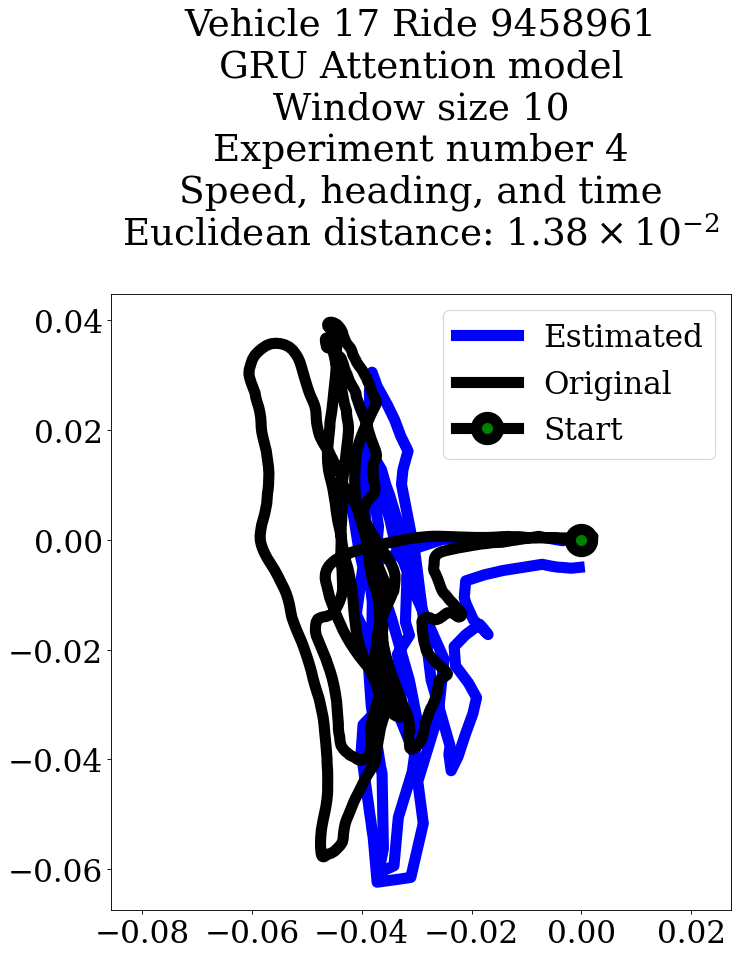 Vehicle 17 Ride 9458961
GRU Attention model
Window size 10
Experiment number 4
Speed, heading, and time
Euclidean distance: 1.38 × 10⁻²
Estimated
Original
Start
0.04
0.02
0.00
−0.02
−0.04
−0.06
−0.08 −0.06 −0.04 −0.02 0.00 0.02